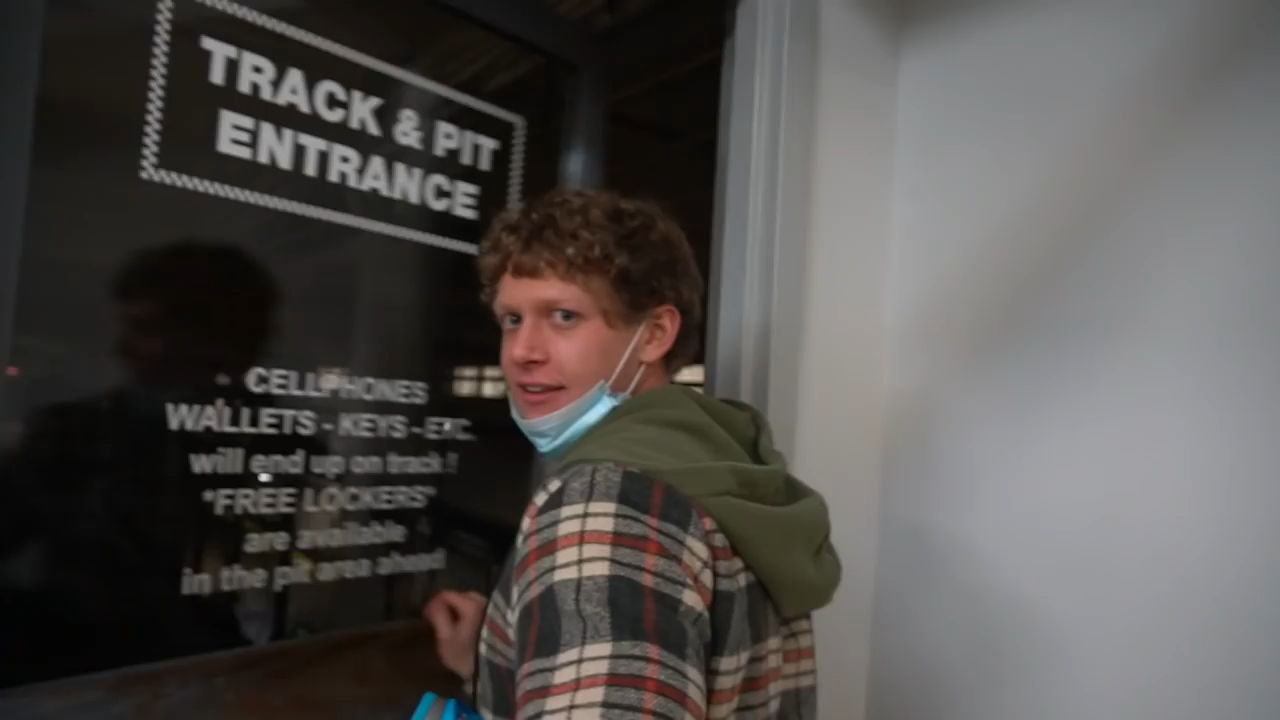 TRACK & PIT
ENTRANCE
CELLPHONES
WALLETS - KEYS - ETC.
will end up on track!
*FREE LOCKERS*
are available
in the pit area ahead